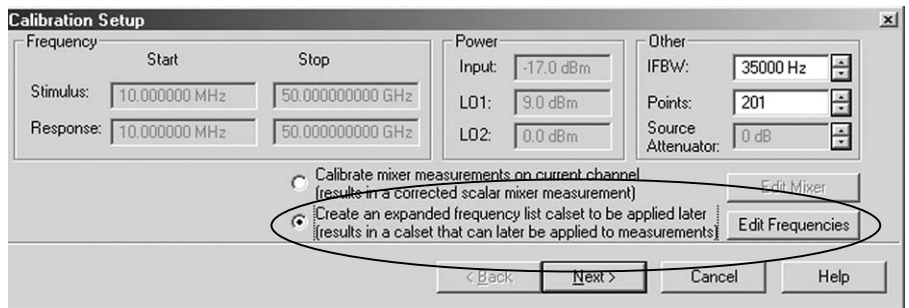 Calibration Setup
Frequency
Start Stop
Stimulus: 10.000000 MHz 50.000000000 GHz
Response: 10.000000 MHz 50.000000000 GHz
Power
Input: -17.0 dBm
LO1: 9.0 dBm
LO2: 0.0 dBm
Other
IFBW: 35000 Hz
Points: 201
Source
Attenuator: 0 dB
Calibrate mixer measurements on current channel
(results in a corrected scalar mixer measurement)
Edit Mixer
Create an expanded frequency list calset to be applied later
(results in a calset that can later be applied to measurements)
Edit Frequencies
< Back Next > Cancel Help